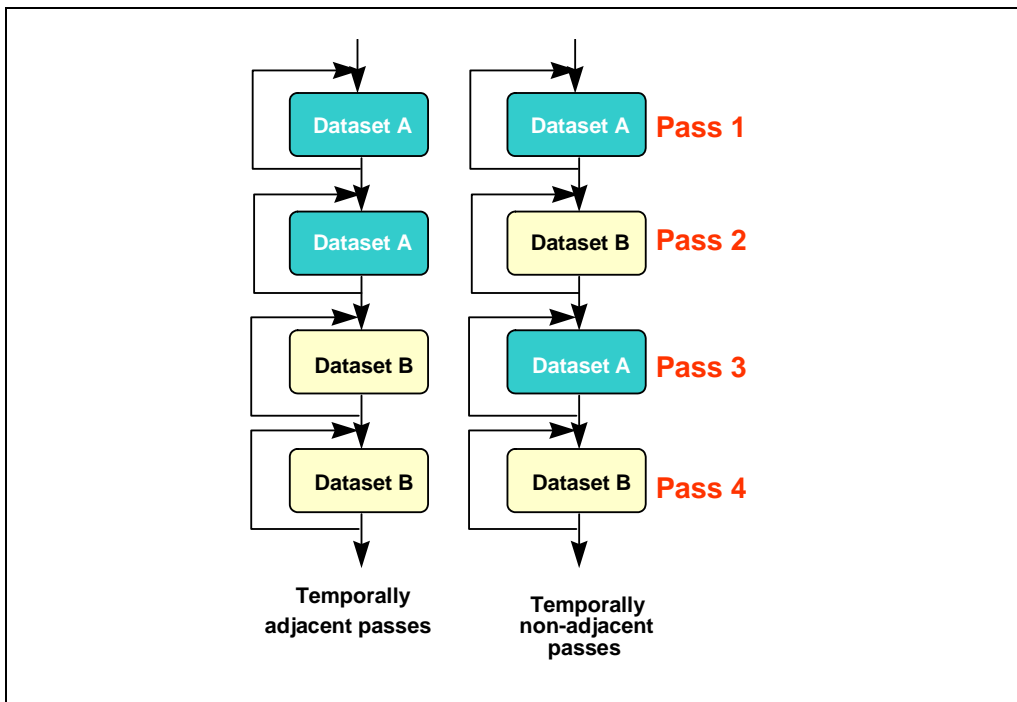 Dataset A
Dataset A
Pass 1
Dataset A
Dataset B
Pass 2
Dataset B
Dataset A
Pass 3
Dataset B
Dataset B
Pass 4
Temporally
adjacent passes
Temporally
non-adjacent
passes